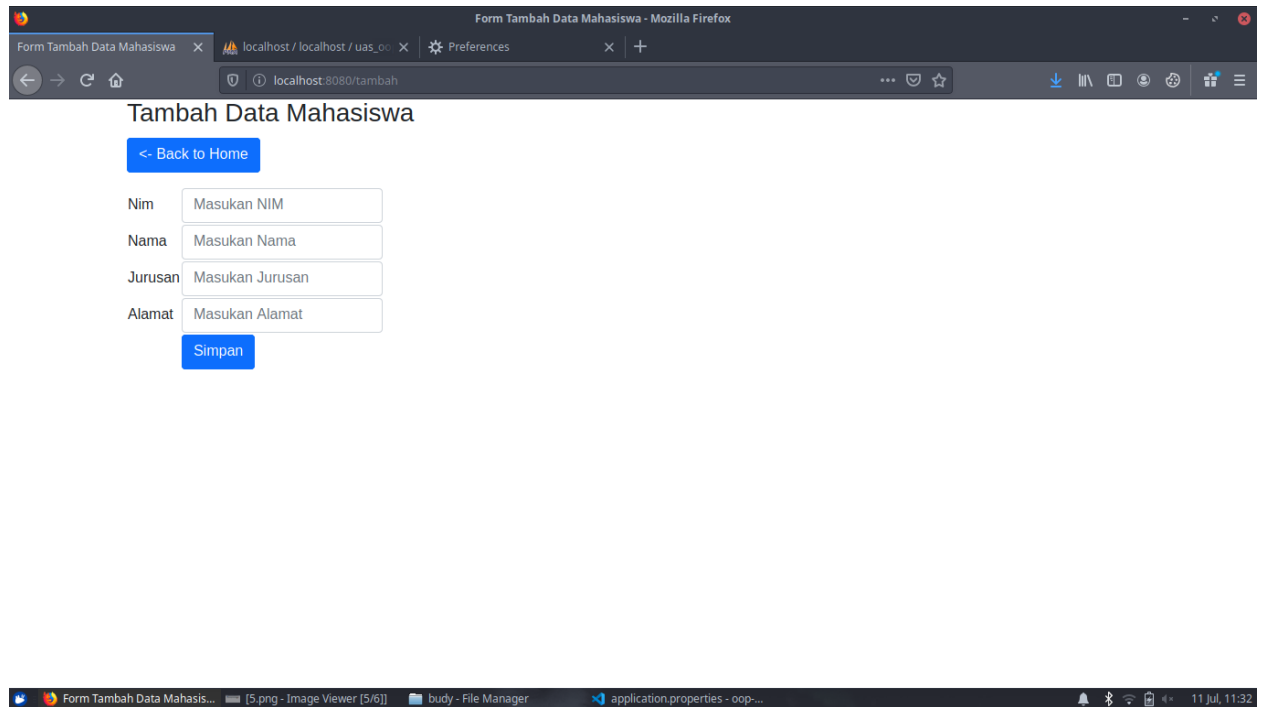 Form Tambah Data Mahasiswa - Mozilla Firefox
Form Tambah Data Mahasiswa
localhost / localhost / uas_oo
Preferences
localhost:8080/tambah
Tambah Data Mahasiswa
<- Back to Home
Nim Masukan NIM
Nama Masukan Nama
Jurusan Masukan Jurusan
Alamat Masukan Alamat
Simpan
Form Tambah Data Mahasis... [5.png - Image Viewer [5/6]] budy - File Manager application.properties - oop-... 11 Jul, 11:32